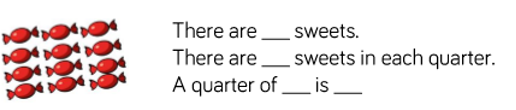 There are ___ sweets.
There are ___ sweets in each quarter.
A quarter of ___ is ___